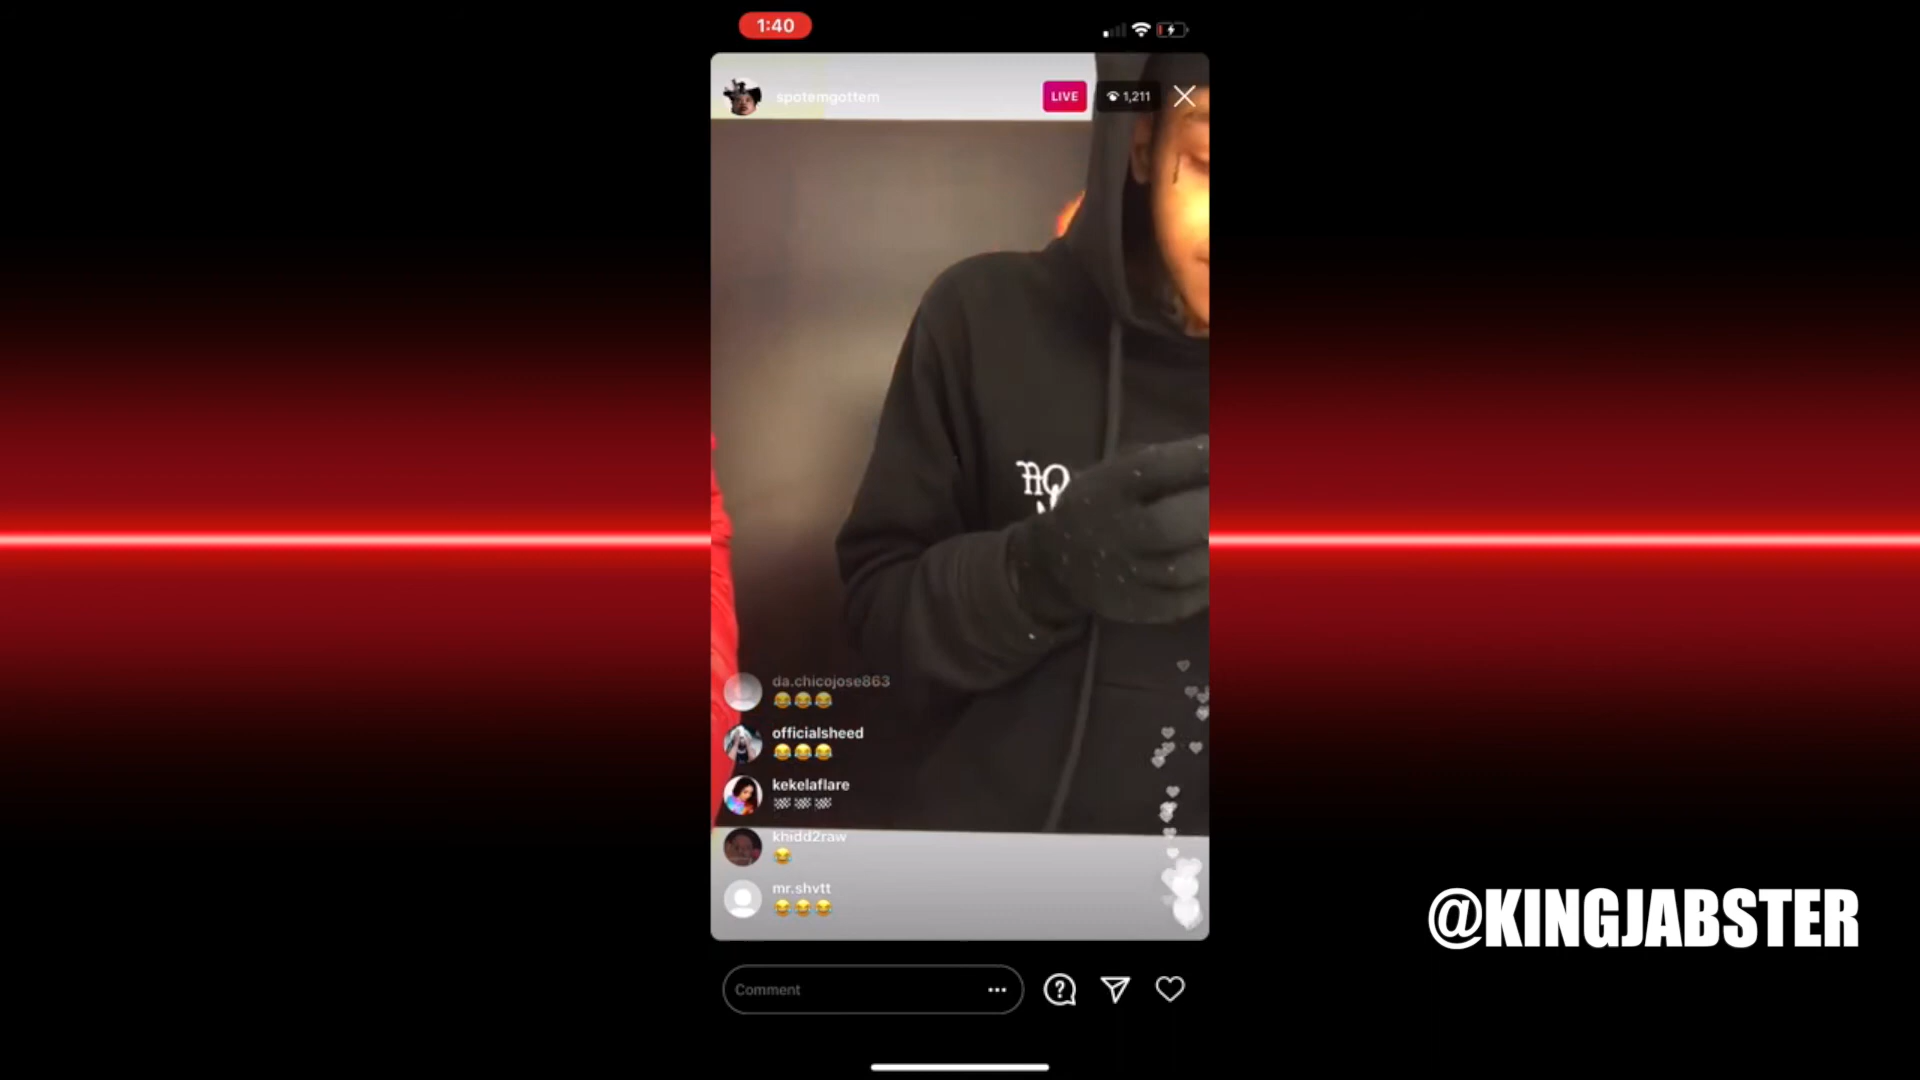 1:40
spotemgottem
LIVE
1,211
da.chicojose863
😂😂😂
officialsheed
😂😂😂
kekelaflare
khidd2raw
😂
mr.shvtt
😂😂😂
Comment
@KINGJABSTER